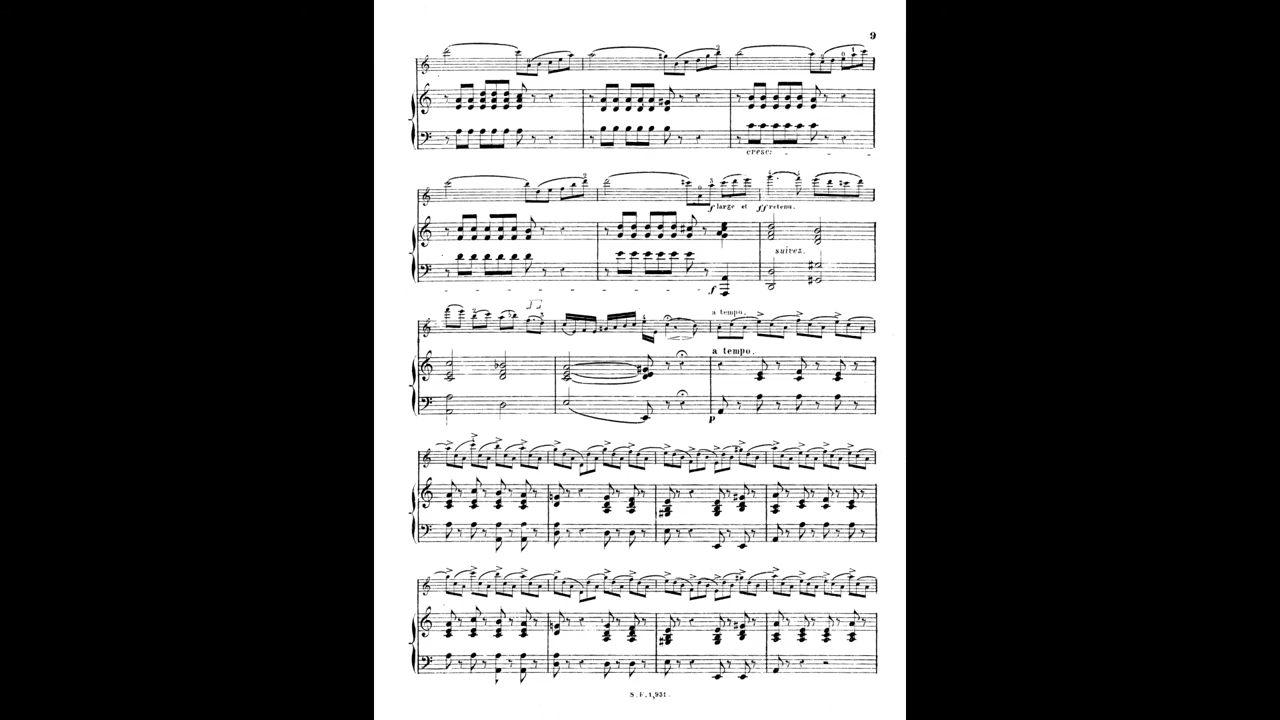 9
cresc:
f large et ff retenu.
suivez.
f
a tempo.
a tempo.
p
S. F. 1,931.